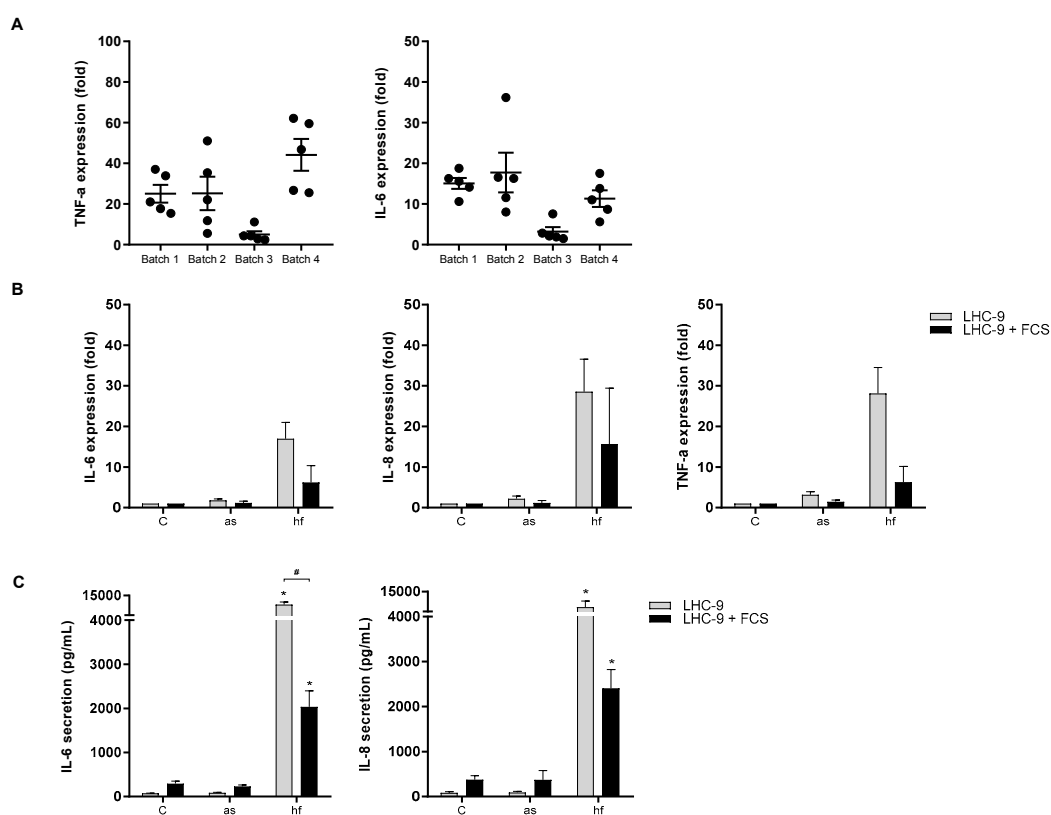 A
TNF-a expression (fold)
100
80
60
40
20
0
Batch 1 Batch 2 Batch 3 Batch 4
IL-6 expression (fold)
50
40
30
20
10
0
Batch 1 Batch 2 Batch 3 Batch 4
B
IL-6 expression (fold)
50
40
30
20
10
0
C as hf
IL-8 expression (fold)
50
40
30
20
10
0
C as hf
TNF-a expression (fold)
50
40
30
20
10
0
C as hf
LHC-9
LHC-9 + FCS
C
IL-6 secretion (pg/mL)
15000
4000
3000
2000
1000
0
#
*
*
C as hf
IL-8 secretion (pg/mL)
15000
4000
3000
2000
1000
0
*
*
C as hf
LHC-9
LHC-9 + FCS